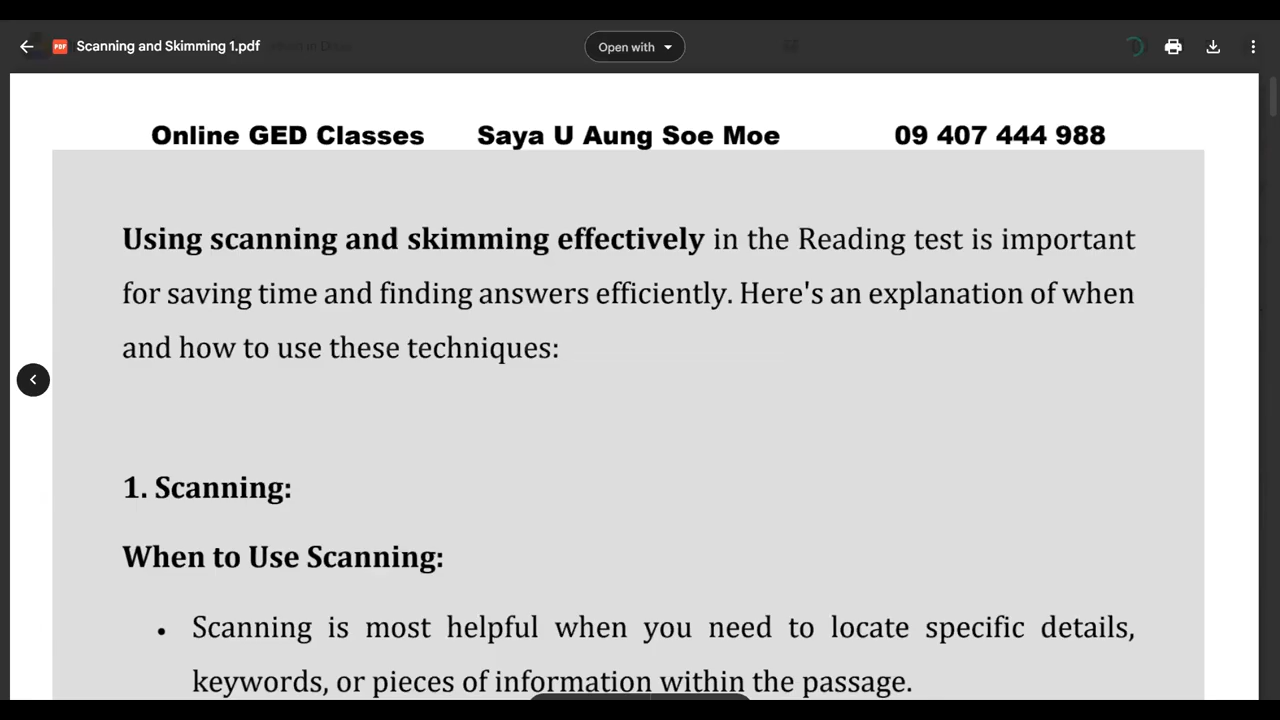 Scanning and Skimming 1.pdf
Open with
Online GED Classes Saya U Aung Soe Moe 09 407 444 988
Using scanning and skimming effectively in the Reading test is important
for saving time and finding answers efficiently. Here's an explanation of when
and how to use these techniques:
1. Scanning:
When to Use Scanning:
• Scanning is most helpful when you need to locate specific details,
keywords, or pieces of information within the passage.